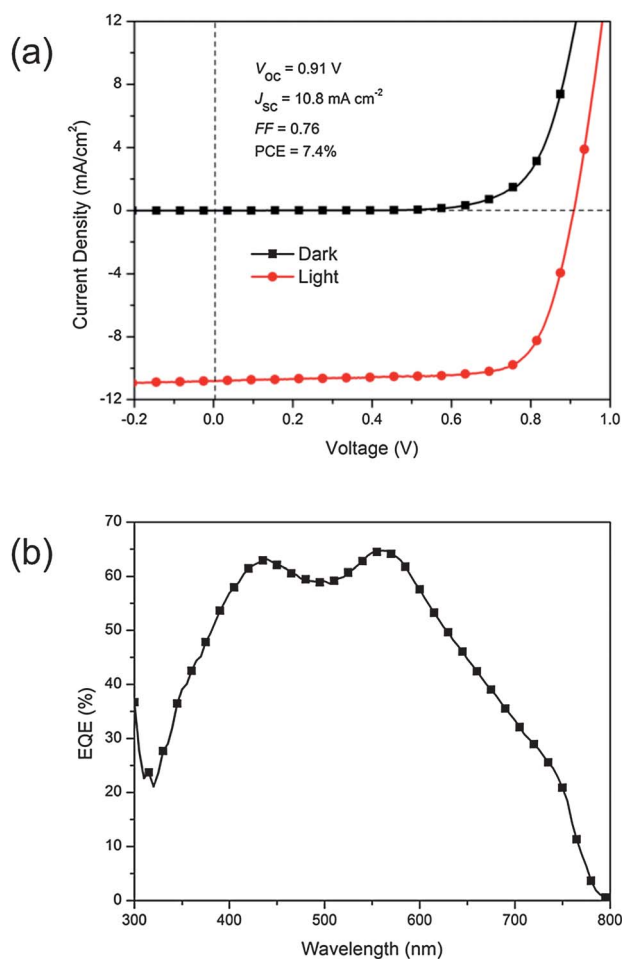 (a)
12
8
4
0
-4
-8
-12
Current Density (mA/cm²)
V_OC = 0.91 V
J_SC = 10.8 mA cm⁻²
FF = 0.76
PCE = 7.4%
Dark
Light
-0.2 0.0 0.2 0.4 0.6 0.8 1.0
Voltage (V)
(b)
70
60
50
40
30
20
10
0
EQE (%)
300 400 500 600 700 800
Wavelength (nm)